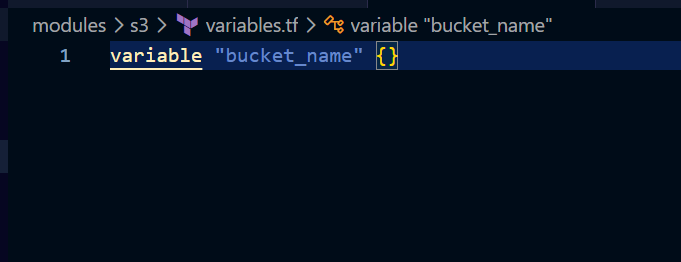 modules > s3 > variables.tf > variable "bucket_name"
1 variable "bucket_name" {}